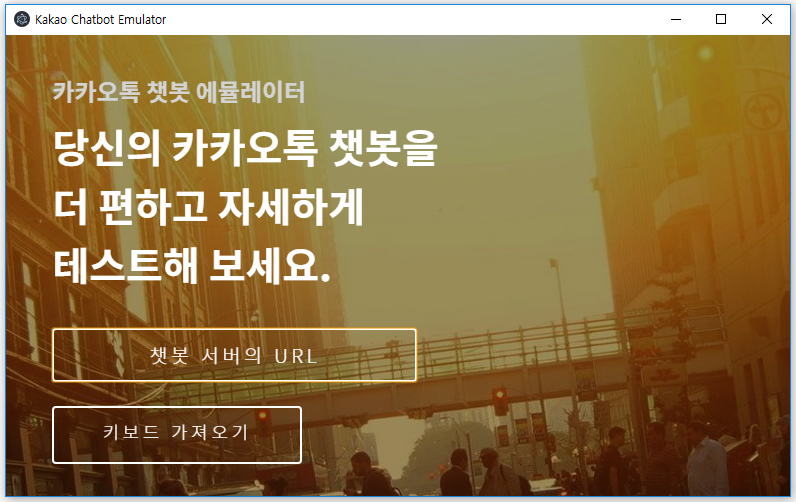 Kakao Chatbot Emulator
카카오톡 챗봇 에뮬레이터
당신의 카카오톡 챗봇을
더 편하고 자세하게
테스트해 보세요.
챗봇 서버의 URL
키보드 가져오기